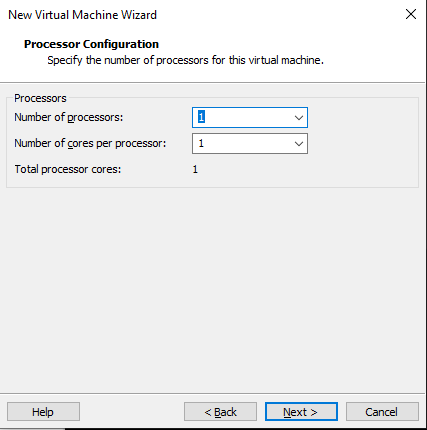 New Virtual Machine Wizard
Processor Configuration
Specify the number of processors for this virtual machine.
Processors
Number of processors: 1
Number of cores per processor: 1
Total processor cores: 1
Help < Back Next > Cancel